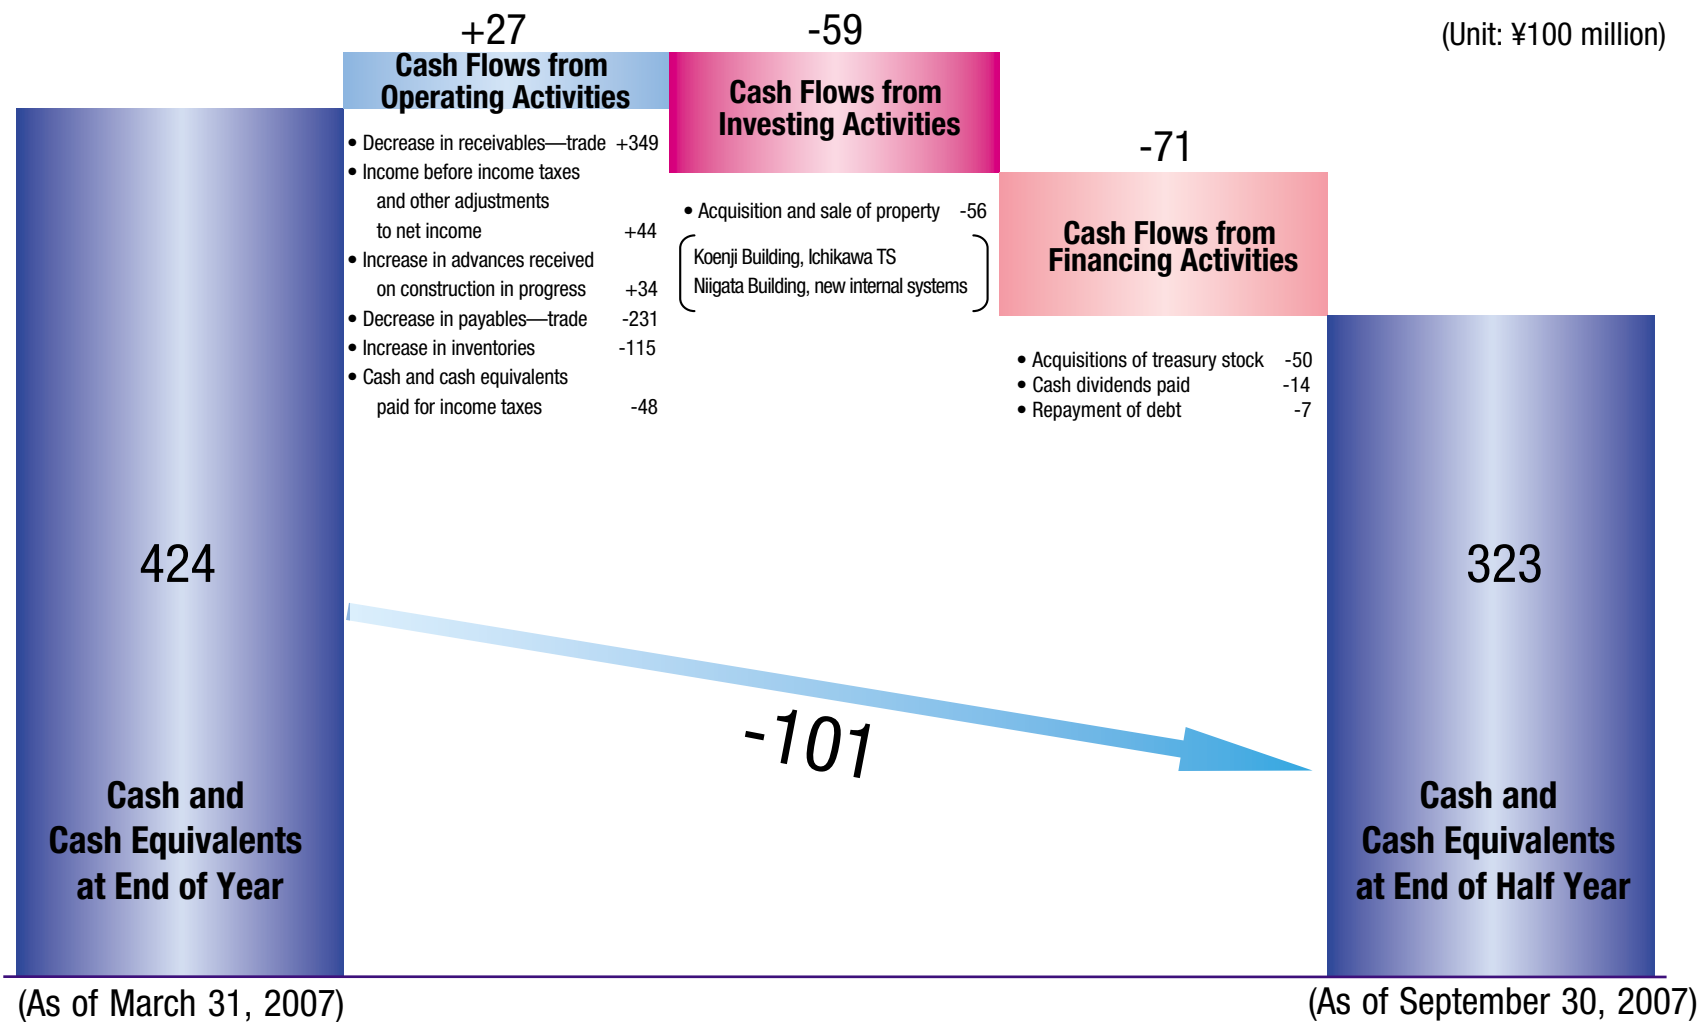 (Unit: ¥100 million)
+27
Cash Flows from
Operating Activities
• Decrease in receivables—trade +349
• Income before income taxes
and other adjustments
to net income +44
• Increase in advances received
on construction in progress +34
• Decrease in payables—trade -231
• Increase in inventories -115
• Cash and cash equivalents
paid for income taxes -48
-59
Cash Flows from
Investing Activities
• Acquisition and sale of property -56
Koenji Building, Ichikawa TS
Niigata Building, new internal systems
-71
Cash Flows from
Financing Activities
• Acquisitions of treasury stock -50
• Cash dividends paid -14
• Repayment of debt -7
424
Cash and
Cash Equivalents
at End of Year
(As of March 31, 2007)
-101
323
Cash and
Cash Equivalents
at End of Half Year
(As of September 30, 2007)